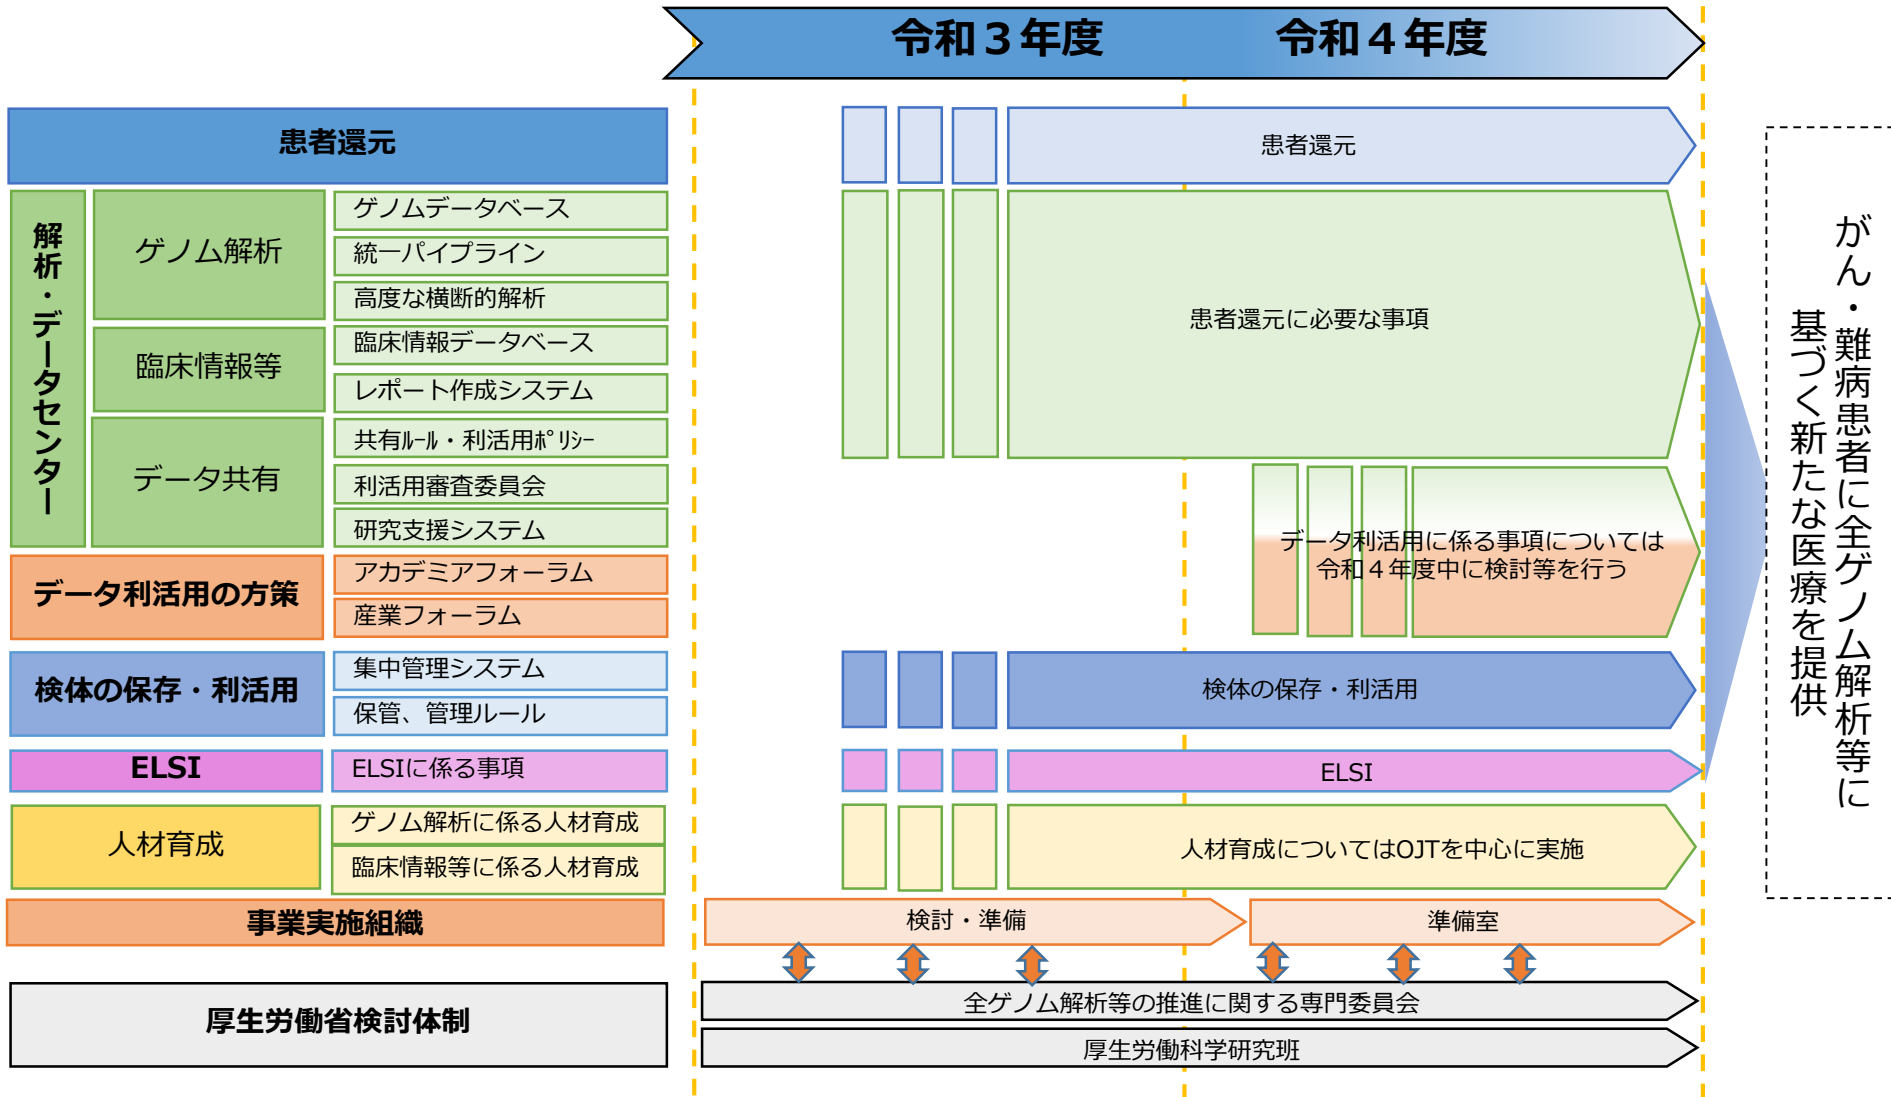 令和３年度
令和４年度
患者還元
患者還元
解析・データセンター
ゲノム解析
ゲノムデータベース
統一パイプライン
高度な横断的解析
臨床情報等
臨床情報データベース
レポート作成システム
データ共有
共有ﾙｰﾙ・利活用ﾎﾟﾘｼｰ
利活用審査委員会
研究支援システム
患者還元に必要な事項
データ利活用の方策
アカデミアフォーラム
産業フォーラム
データ利活用に係る事項については
令和４年度中に検討等を行う
検体の保存・利活用
集中管理システム
保管、管理ルール
検体の保存・利活用
ELSI
ELSIに係る事項
ELSI
人材育成
ゲノム解析に係る人材育成
臨床情報等に係る人材育成
人材育成についてはOJTを中心に実施
事業実施組織
検討・準備
準備室
厚生労働省検討体制
全ゲノム解析等の推進に関する専門委員会
厚生労働科学研究班
がん・難病患者に全ゲノム解析等に
基づく新たな医療を提供